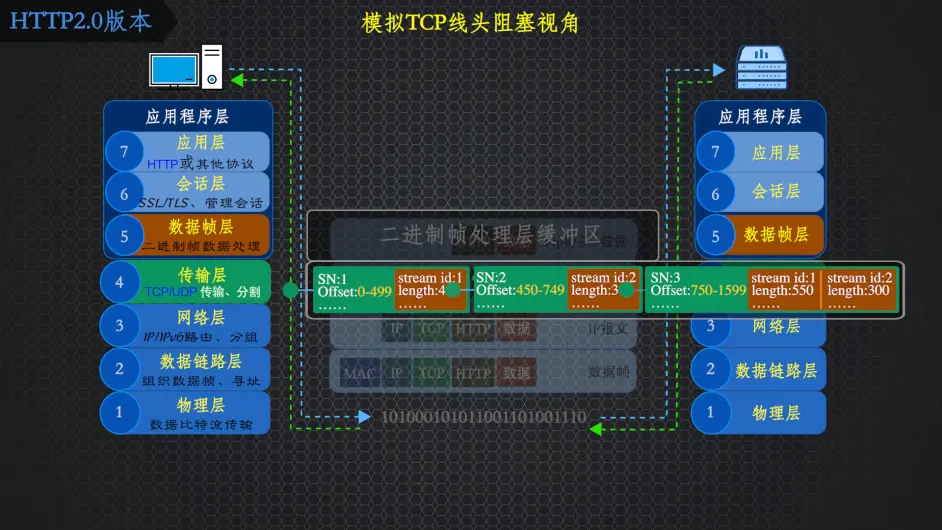 HTTP2.0版本
模拟TCP线头阻塞视角
应用程序层
7
应用层
HTTP或其他协议
6
会话层
SSL/TLS、管理会话
5
数据帧层
二进制帧数据处理
4
传输层
TCP/UDP 传输、分割
3
网络层
IP/IPv6路由、分组
2
数据链路层
组织数据帧、寻址
1
物理层
数据比特流传输
二进制帧处理层缓冲区
数据
SN:1
Offset:0-499
......
stream id:1
length:4
......
SN:2
Offset:450-749
......
stream id:2
length:3
......
SN:3
Offset:750-1599
......
stream id:1
length:550
......
stream id:2
length:300
......
IP TCP HTTP 数据 IP报文
MAC IP TCP HTTP 数据 数据帧
101000101011001101001110
应用程序层
7
应用层
6
会话层
5
数据帧层
3
网络层
2
数据链路层
1
物理层